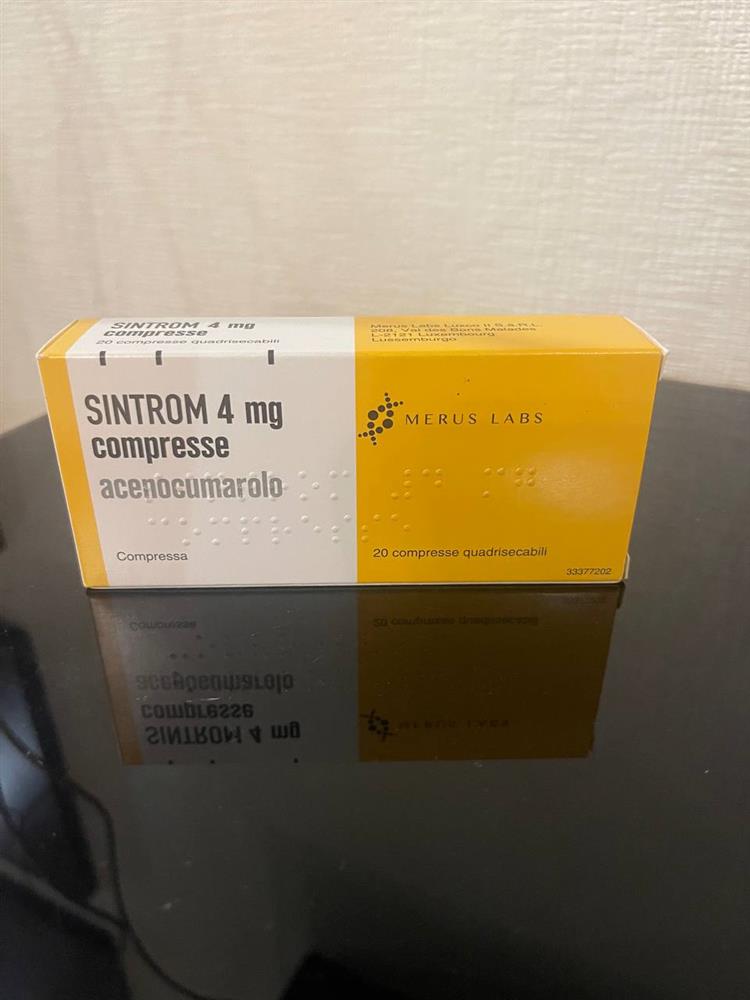 SINTROM 4 mg
compresse
20 compresse quadrisecabili
Merus Labs Luxco II S.à.R.L.
208, Val des Bons Malades
L-2121 Luxembourg
Lussemburgo
SINTROM 4 mg
compresse
acenocumarolo
Compressa
MERUS LABS
20 compresse quadrisecabili
33377202